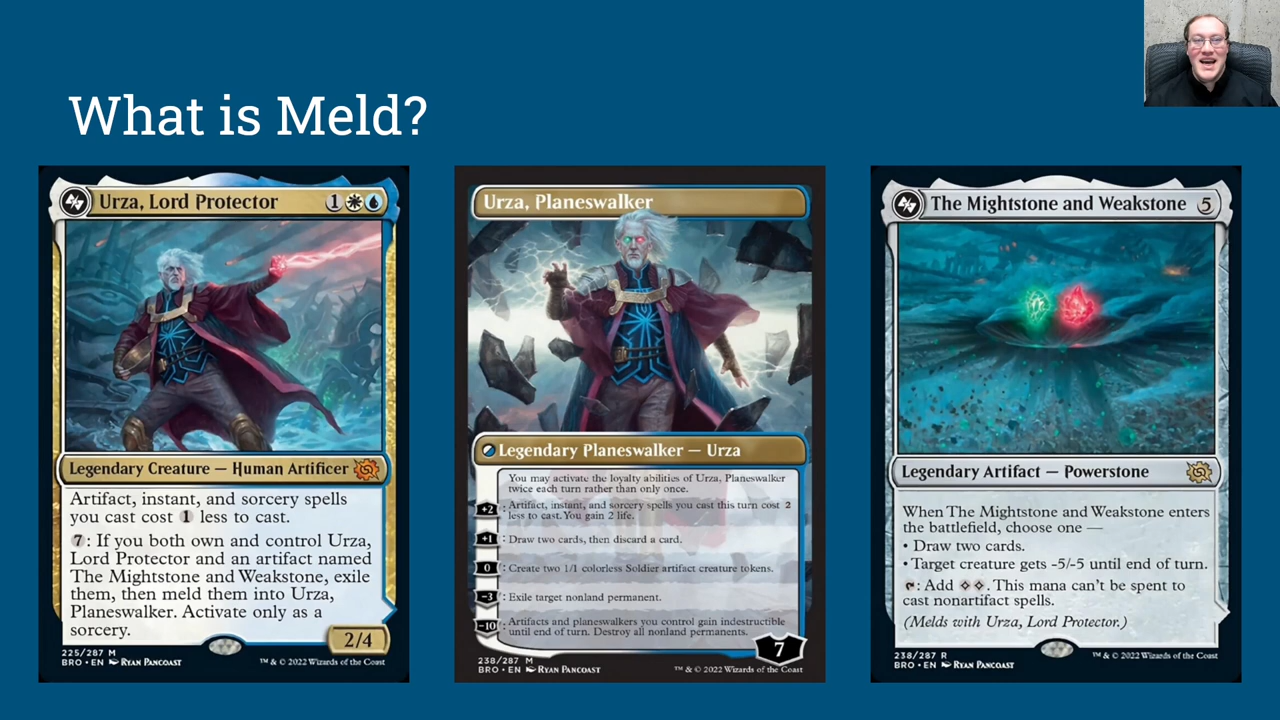 What is Meld?
Urza, Lord Protector 1
Legendary Creature — Human Artificer
Artifact, instant, and sorcery spells
you cast cost 1 less to cast.
7: If you both own and control Urza,
Lord Protector and an artifact named
The Mightstone and Weakstone, exile
them, then meld them into Urza,
Planeswalker. Activate only as a
sorcery.
2/4
225/287 M
BRO • EN Ryan Pancoast
™ & © 2022 Wizards of the Coast
Urza, Planeswalker
Legendary Planeswalker — Urza
You may activate the loyalty abilities of Urza, Planeswalker
twice each turn rather than only once.
+2: Artifact, instant, and sorcery spells you cast this turn cost 2
less to cast. You gain 2 life.
+1: Draw two cards, then discard a card.
0: Create two 1/1 colorless Soldier artifact creature tokens.
-3: Exile target nonland permanent.
-10: Artifacts and planeswalkers you control gain indestructible
until end of turn. Destroy all nonland permanents.
7
238/287 M
BRO • EN Ryan Pancoast
™ & © 2022 Wizards of the Coast
The Mightstone and Weakstone 5
Legendary Artifact — Powerstone
When The Mightstone and Weakstone enters
the battlefield, choose one —
• Draw two cards.
• Target creature gets -5/-5 until end of turn.
: Add . This mana can't be spent to
cast nonartifact spells.
(Melds with Urza, Lord Protector.)
238/287 R
BRO • EN Ryan Pancoast
™ & © 2022 Wizards of the Coast